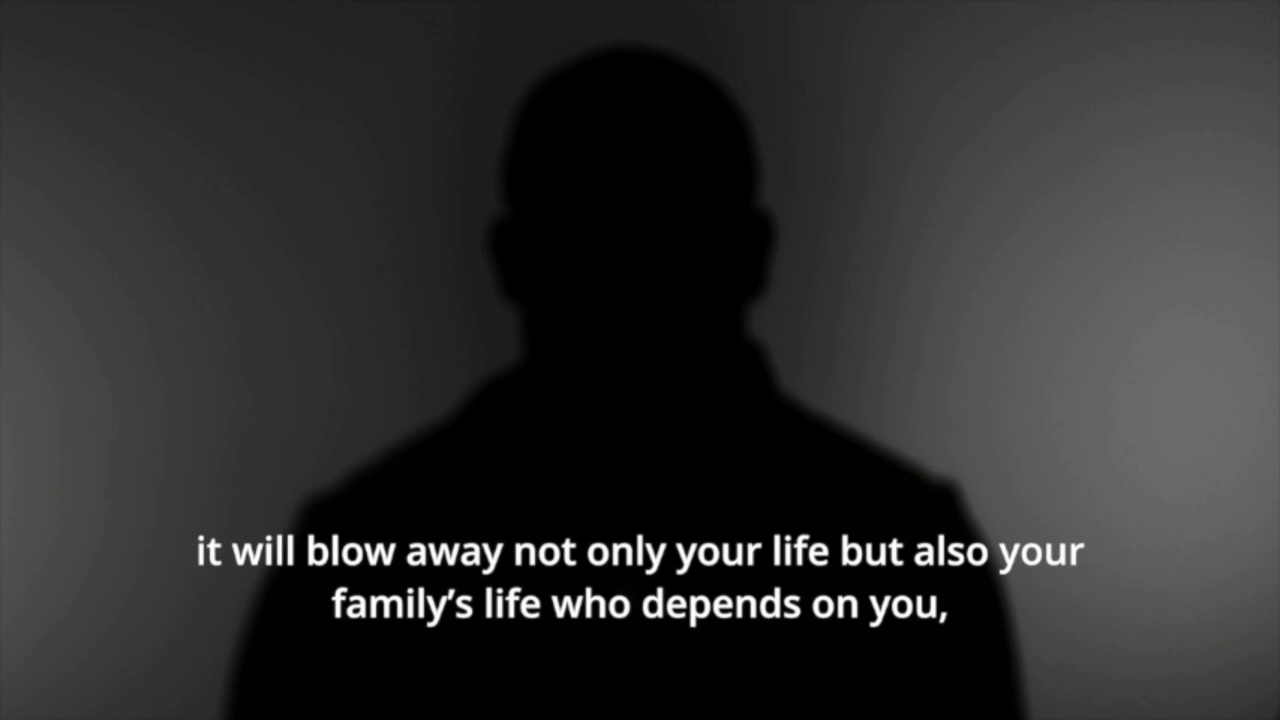 it will blow away not only your life but also your
family’s life who depends on you,